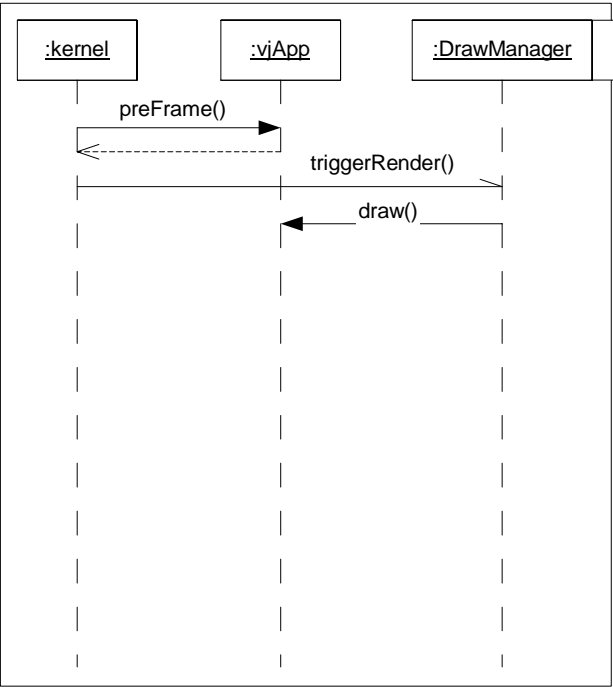 :kernel
:vjApp
:DrawManager
preFrame()
triggerRender()
draw()